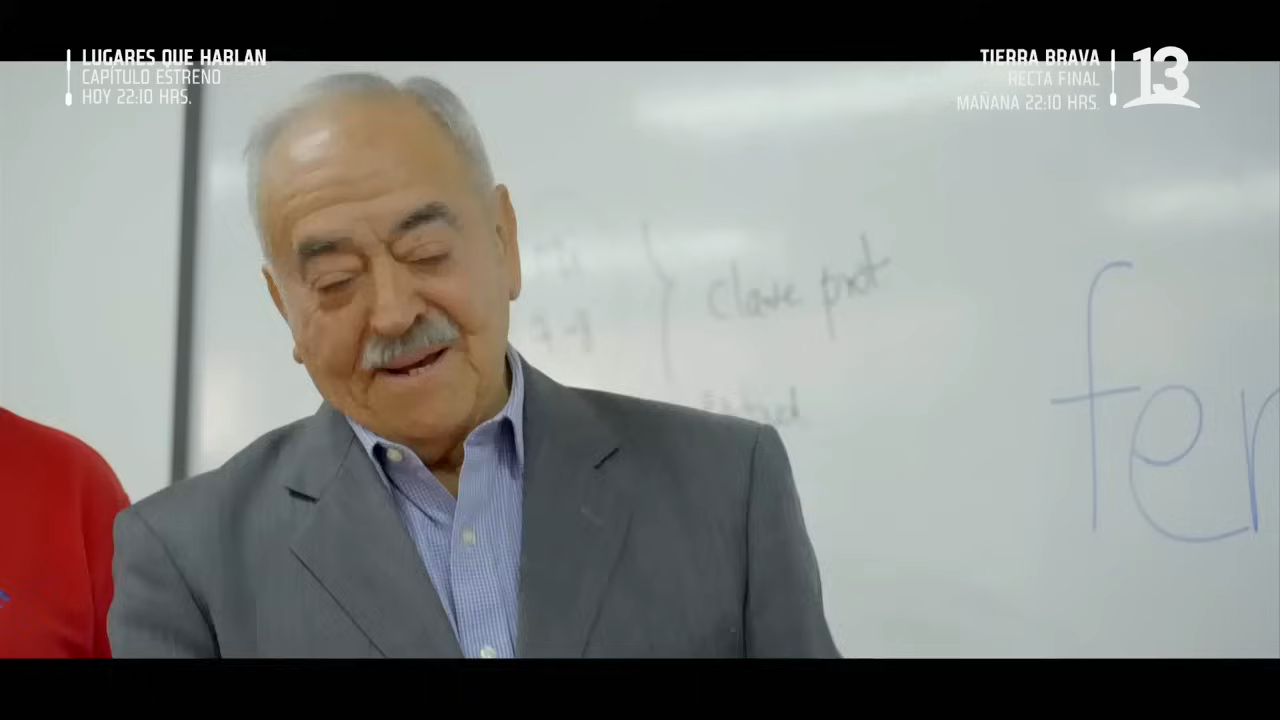 LUGARES QUE HABLAN
CAPÍTULO ESTRENO
HOY 22:10 HRS.
TIERRA BRAVA
RECTA FINAL
MAÑANA 22:10 HRS.
13
Clave prot
fer